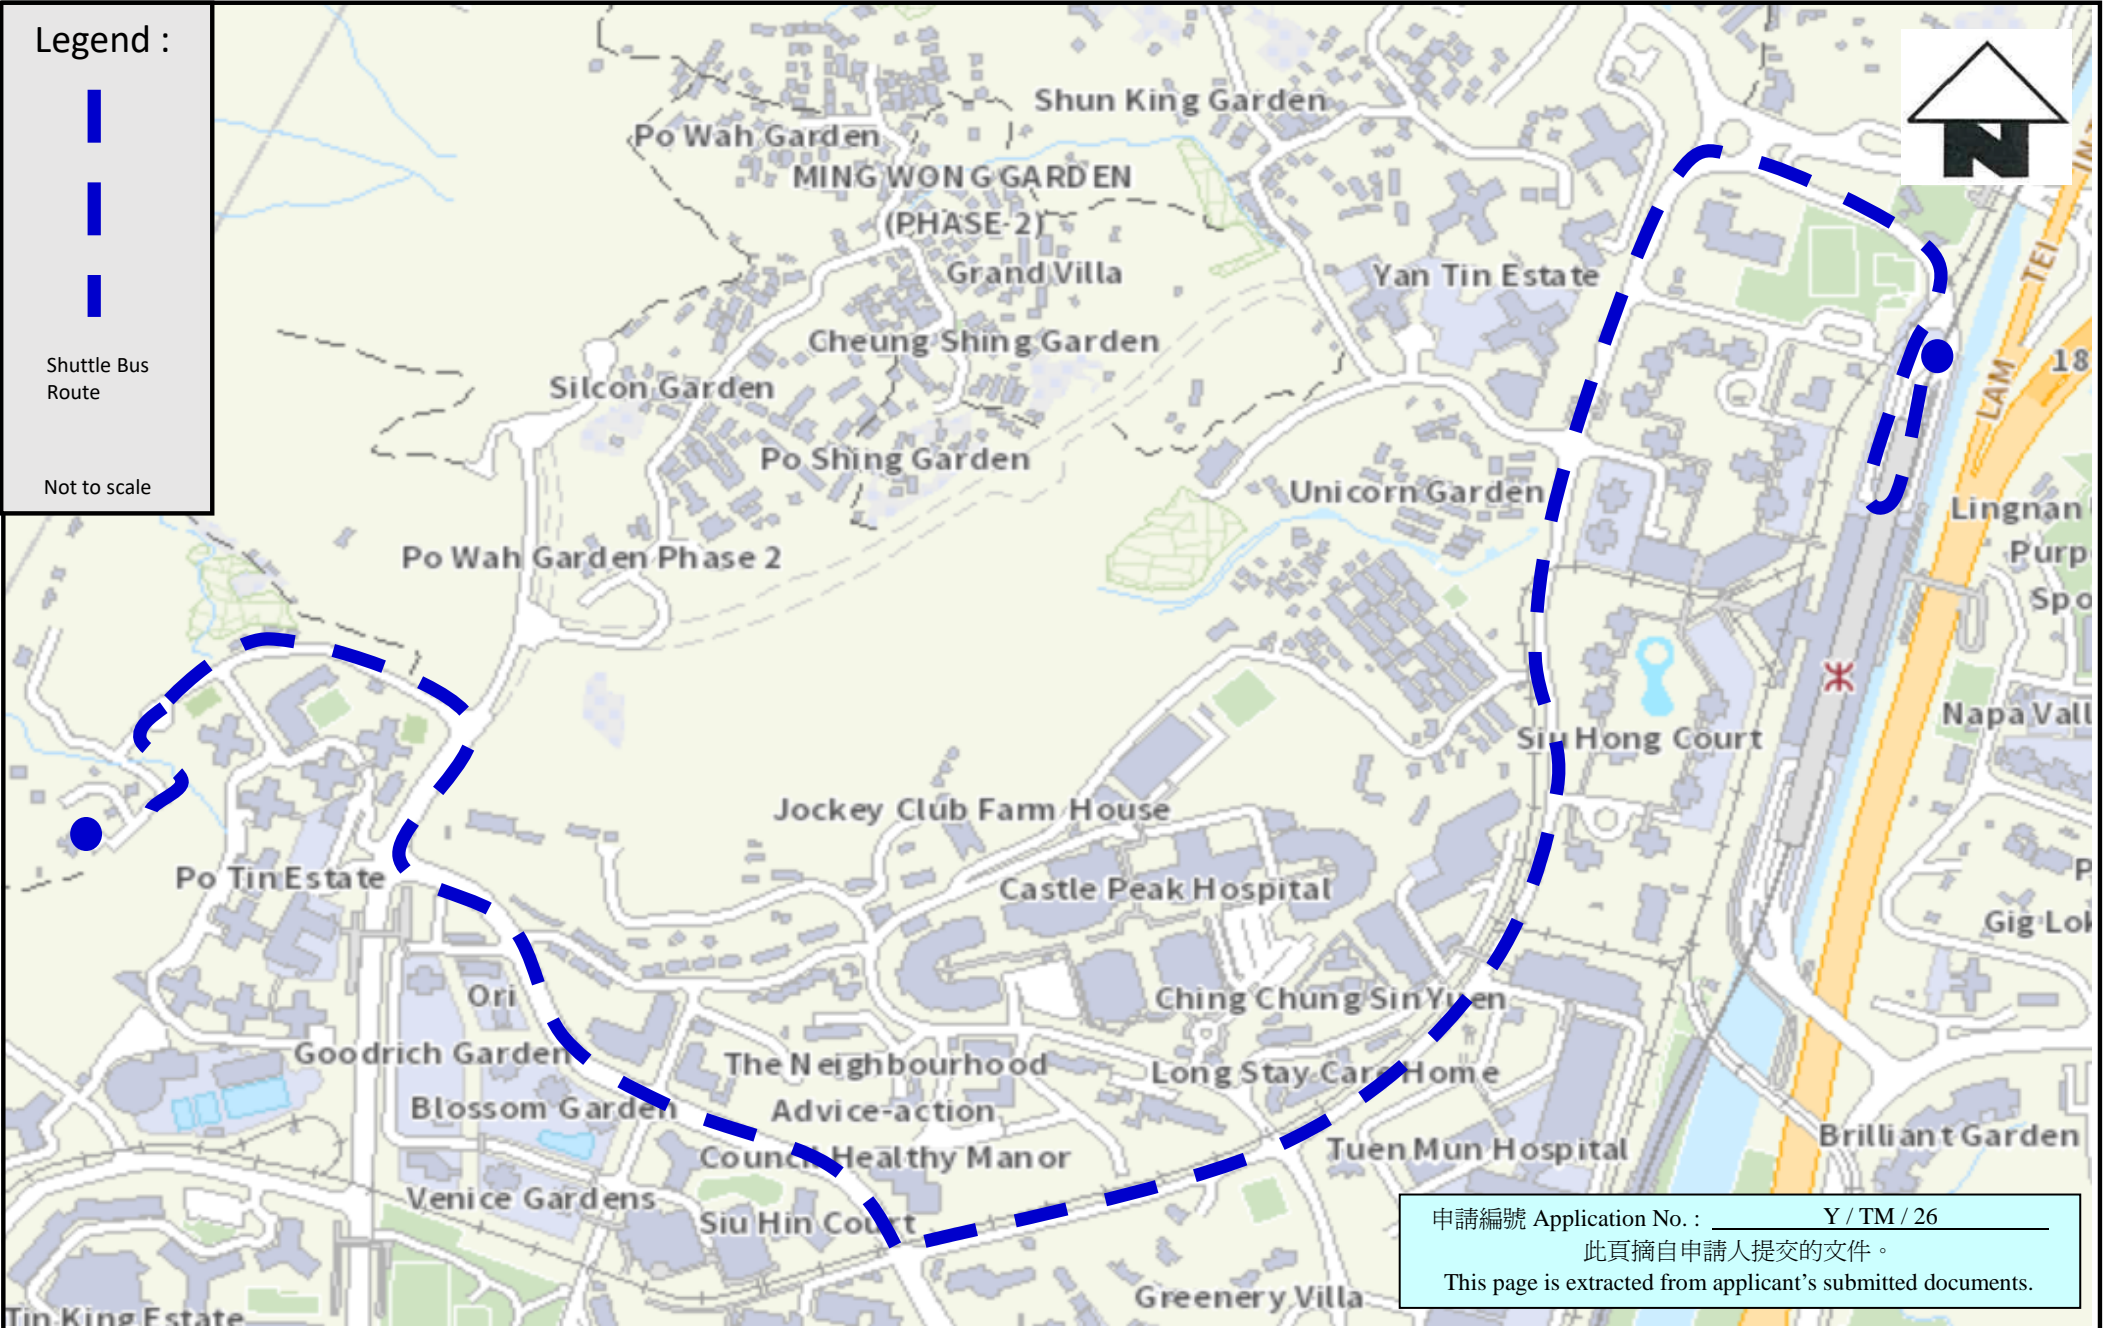 Legend :
Shuttle Bus
Route
Not to scale
N
Shun King Garden
Po Wah Garden
MING WONG GARDEN
(PHASE-2)
Grand Villa
Yan Tin Estate
LAM TEI
INT
18
Cheung Shing Garden
Silcon Garden
Po Shing Garden
Unicorn Garden
Lingnan
Purp
Spo
Po Wah Garden Phase 2
Napa Vall
Siu Hong Court
Jockey Club Farm House
Po Tin Estate
Castle Peak Hospital
P
Gig Lok
Ori
Ching Chung Sin Yuen
Goodrich Garden
The Neighbourhood
Advice-action
Council Healthy Manor
Long Stay Care Home
Blossom Garden
Tuen Mun Hospital
Brilliant Garden
Venice Gardens
Siu Hin Court
Greenery Villa
Tin King Estate
申請編號 Application No. : Y / TM / 26
此頁摘自申請人提交的文件。
This page is extracted from applicant's submitted documents.